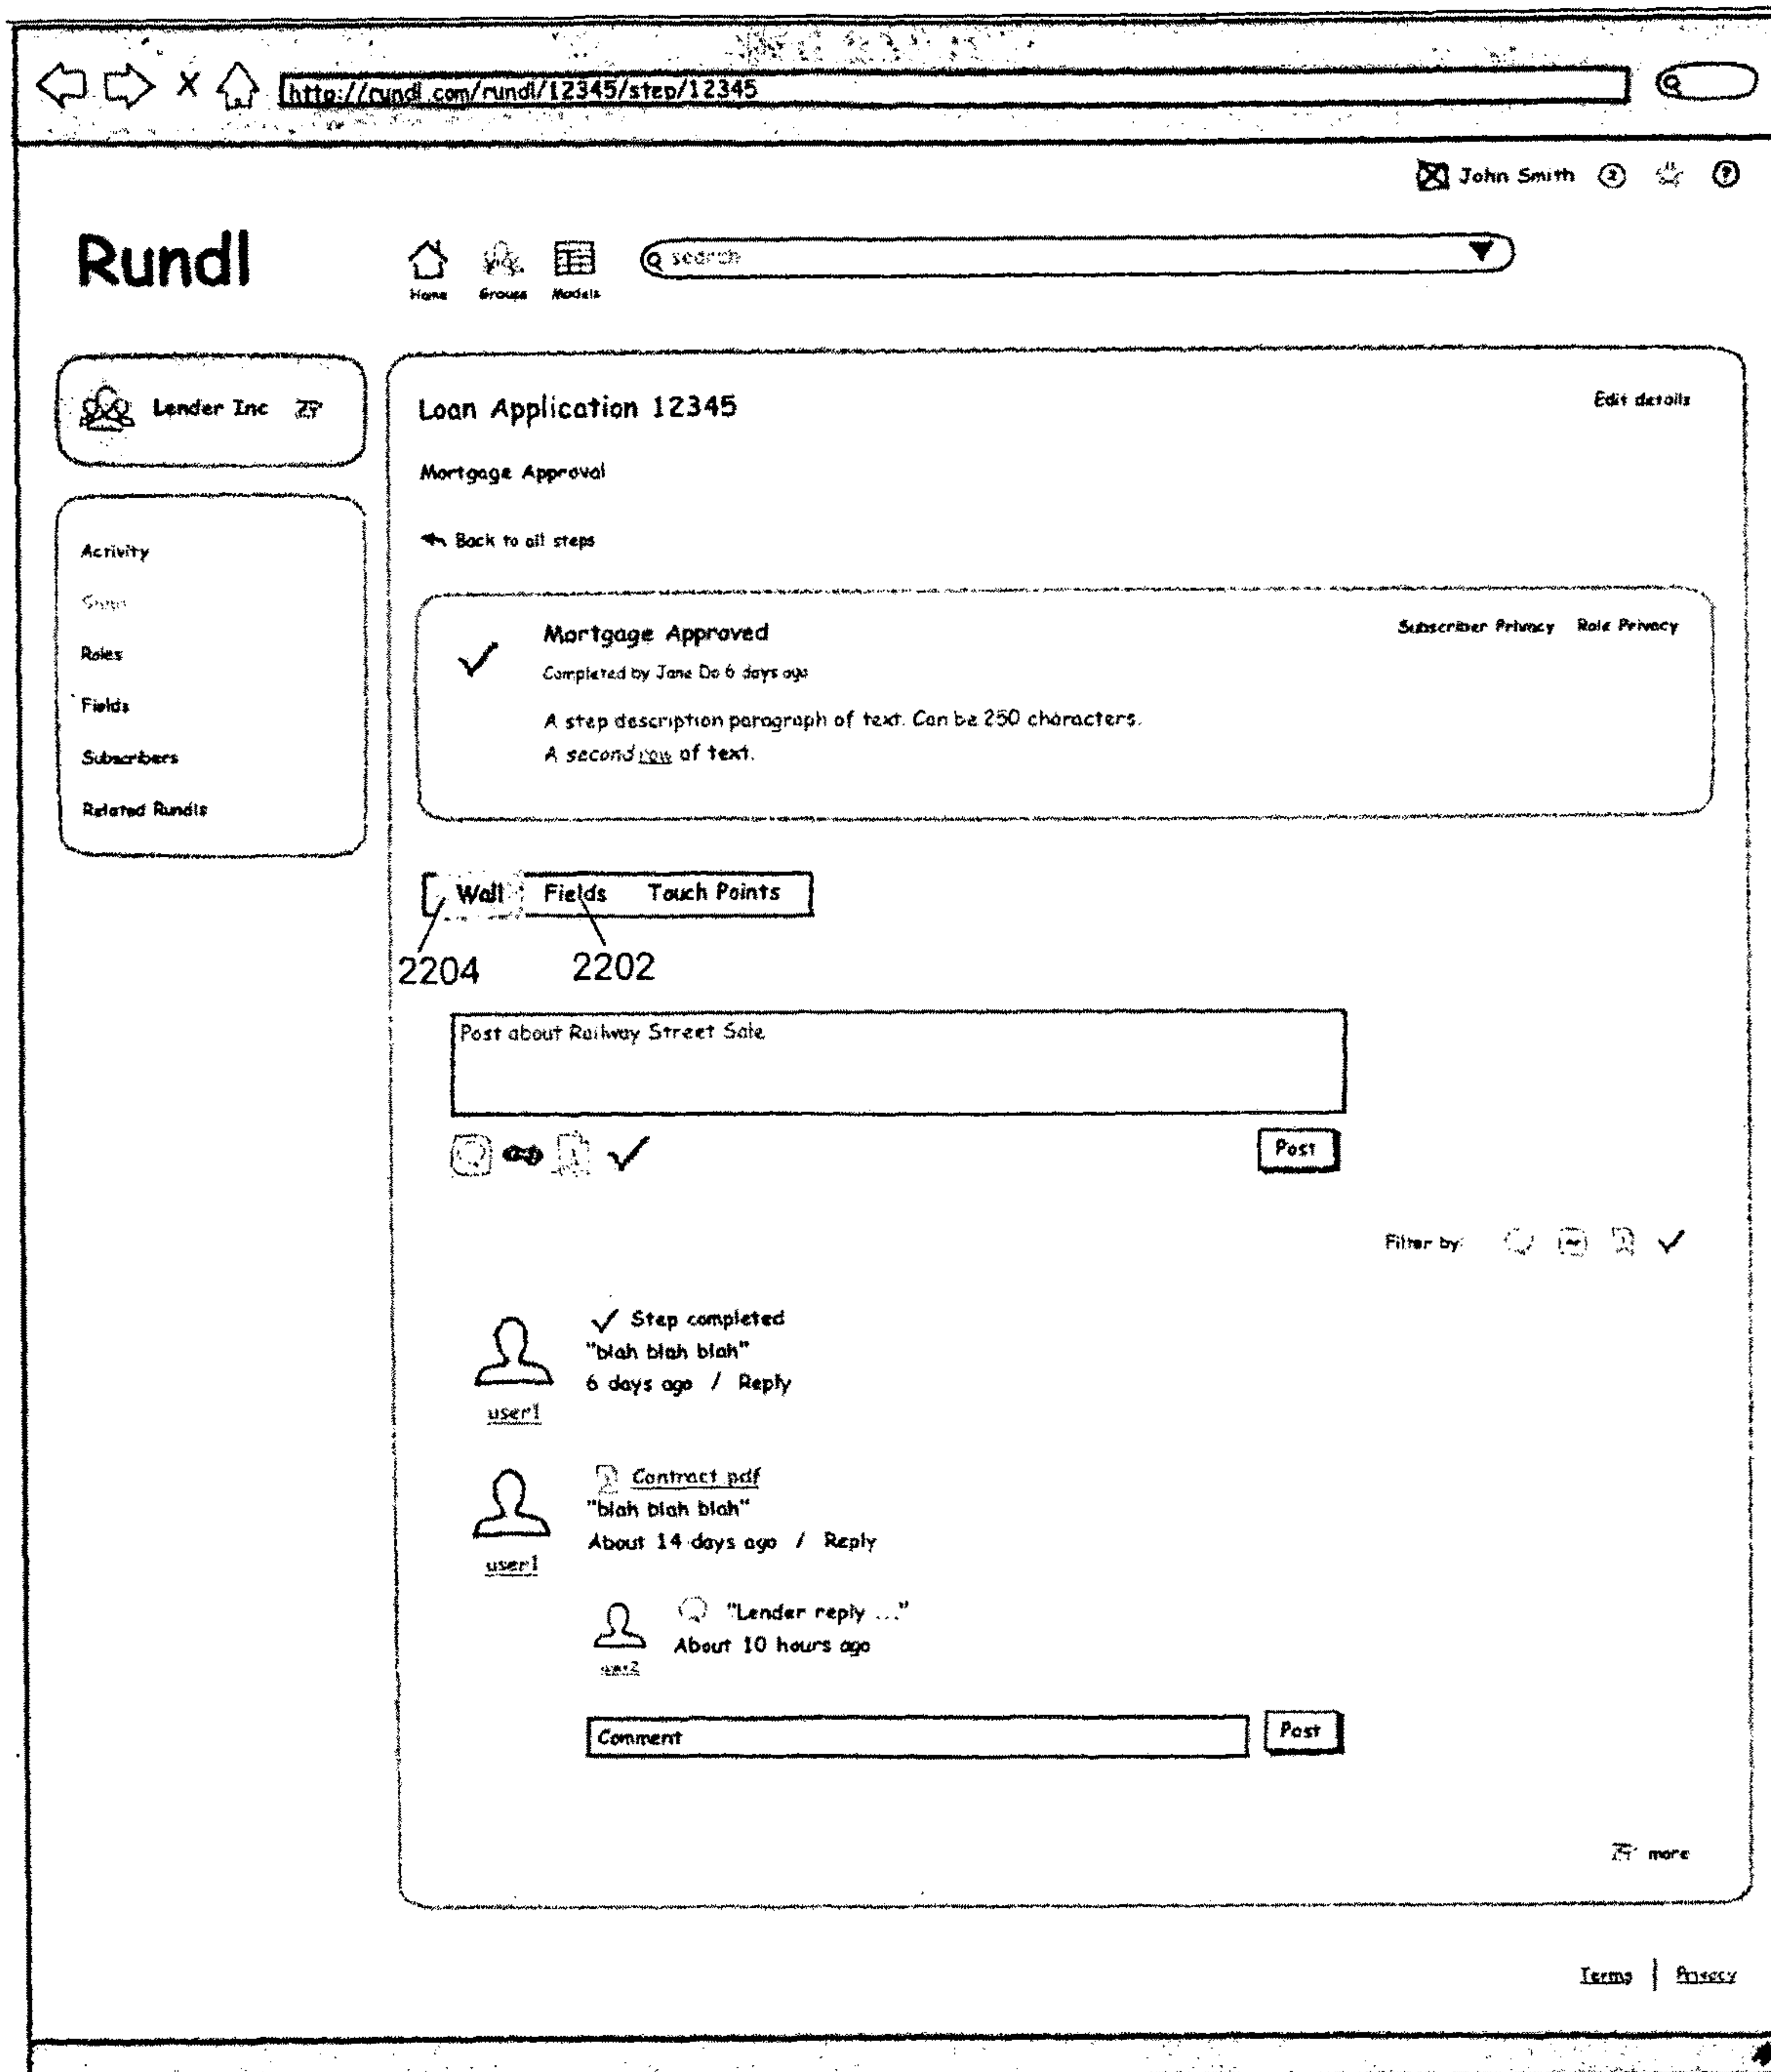 http://rundl.com/rundl/12345/step/12345
John Smith 2 ?
Rundl
Home Groups Models
search
Lender Inc
Loan Application 12345
Edit details
Mortgage Approval
Back to all steps
Activity
Steps
Roles
Fields
Subscribers
Related Rundls
Mortgage Approved
Subscriber Privacy Role Privacy
Completed by Jane Do 6 days ago
A step description paragraph of text. Can be 250 characters.
A second row of text.
Wall Fields Touch Points
2204 2202
Post about Railway Street Sale
Post
Filter by:
Step completed
"blah blah blah"
6 days ago / Reply
user1
Contract.pdf
"blah blah blah"
About 14 days ago / Reply
user1
"Lender reply ..."
About 10 hours ago
user2
Comment
Post
more
Terms | Privacy